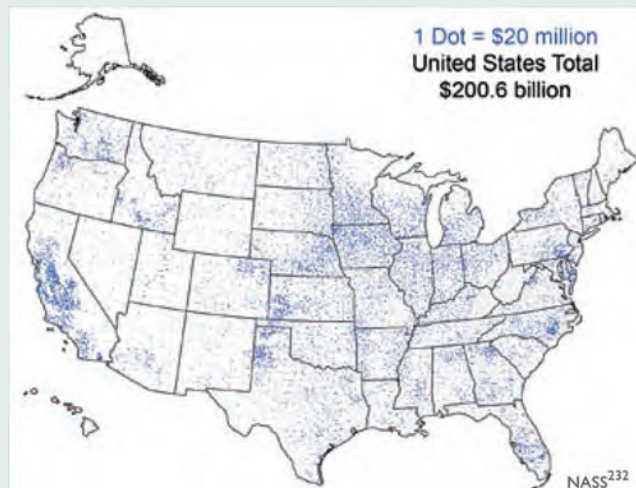 1 Dot = $20 million
United States Total
$200.6 billion
NASS232